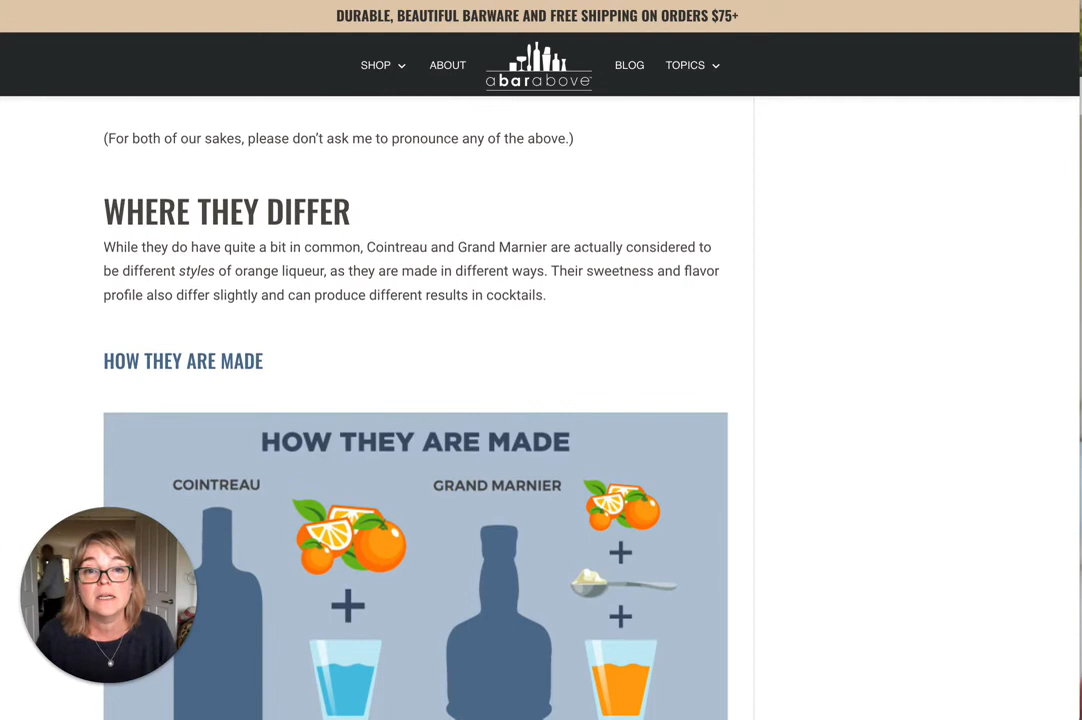 DURABLE, BEAUTIFUL BARWARE AND FREE SHIPPING ON ORDERS $75+
SHOP ABOUT abarabove BLOG TOPICS
(For both of our sakes, please don’t ask me to pronounce any of the above.)
WHERE THEY DIFFER
While they do have quite a bit in common, Cointreau and Grand Marnier are actually considered to
be different styles of orange liqueur, as they are made in different ways. Their sweetness and flavor
profile also differ slightly and can produce different results in cocktails.
HOW THEY ARE MADE
HOW THEY ARE MADE
COINTREAU
GRAND MARNIER
+
+
+